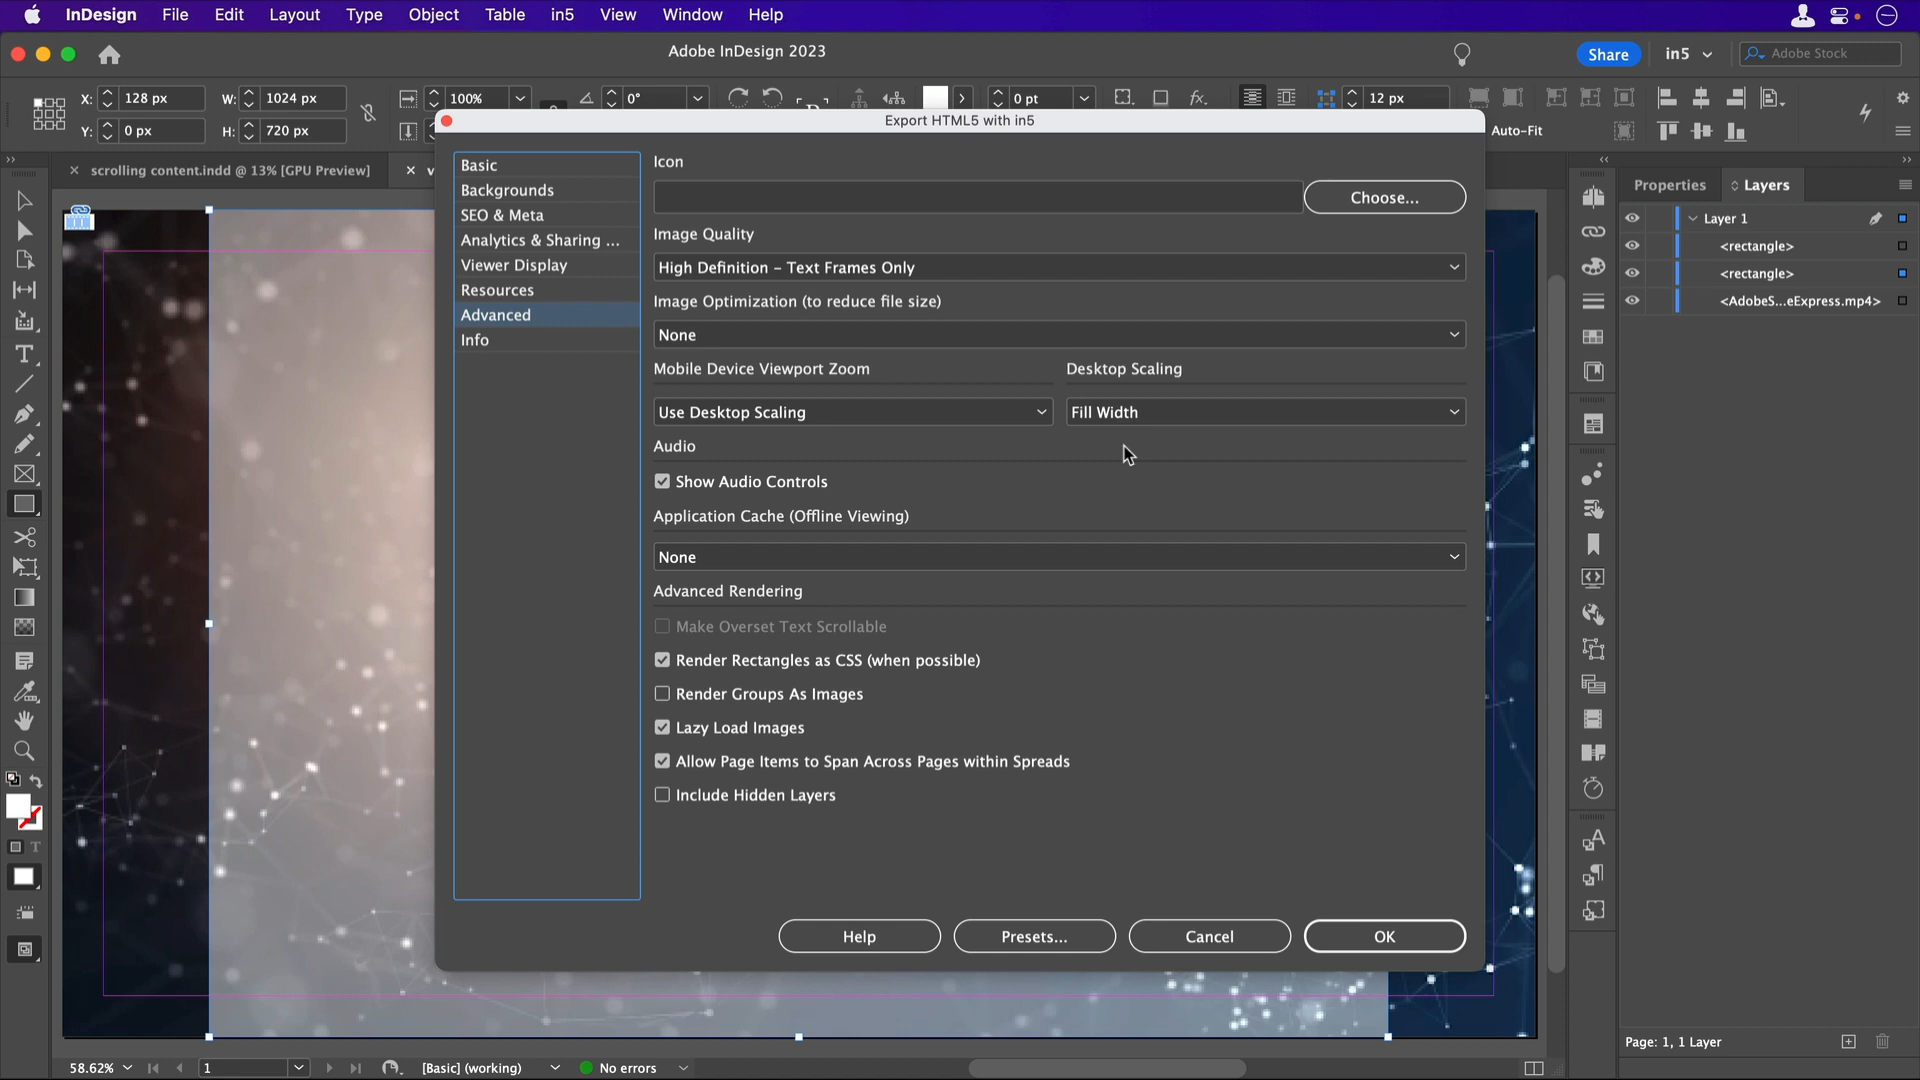 InDesign File Edit Layout Type Object Table in5 View Window Help
Adobe InDesign 2023
Share in5 Adobe Stock
X: 128 px W: 1024 px 100% 0° 0 pt fx. 12 px
Y: 0 px H: 720 px Auto-Fit
Export HTML5 with in5
× scrolling content.indd @ 13% [GPU Preview] × v
Properties Layers
Layer 1
<rectangle>
<rectangle>
<AdobeS...eExpress.mp4>
Basic
Backgrounds
SEO & Meta
Analytics & Sharing ...
Viewer Display
Resources
Advanced
Info
Icon
Choose...
Image Quality
High Definition – Text Frames Only
Image Optimization (to reduce file size)
None
Mobile Device Viewport Zoom Desktop Scaling
Use Desktop Scaling Fill Width
Audio
Show Audio Controls
Application Cache (Offline Viewing)
None
Advanced Rendering
Make Overset Text Scrollable
Render Rectangles as CSS (when possible)
Render Groups As Images
Lazy Load Images
Allow Page Items to Span Across Pages within Spreads
Include Hidden Layers
Help Presets... Cancel OK
Page: 1, 1 Layer
58.62% 1 [Basic] (working) No errors